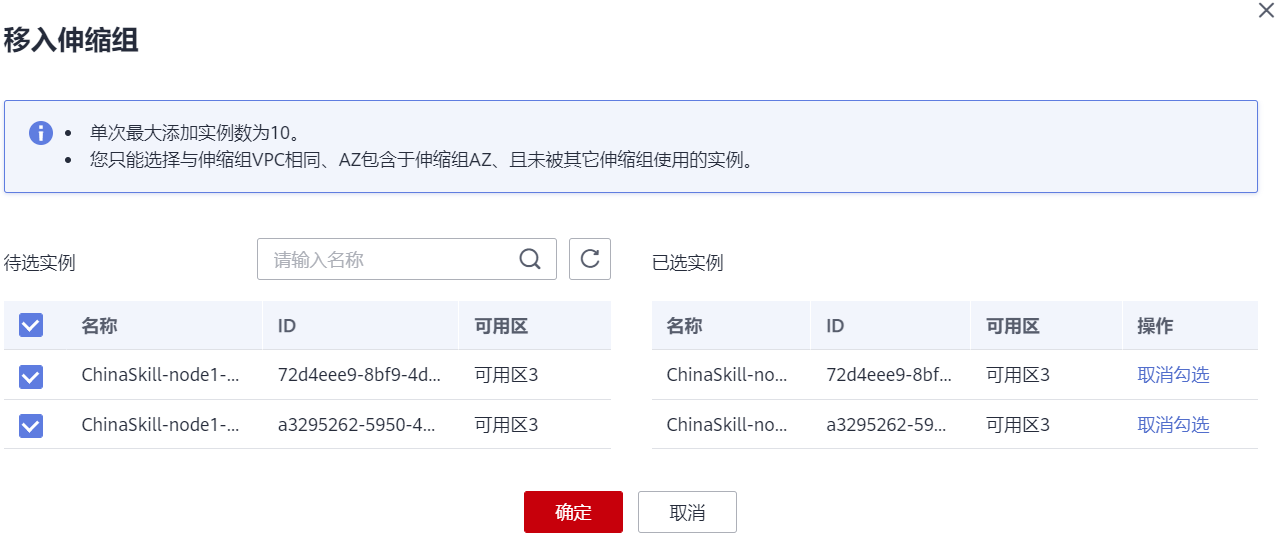 移入伸缩组
单次最大添加实例数为10。
您只能选择与伸缩组VPC相同、AZ包含于伸缩组AZ、且未被其它伸缩组使用的实例。
待选实例
请输入名称
已选实例
名称 ID 可用区
ChinaSkill-node1-... 72d4eee9-8bf9-4d... 可用区3
ChinaSkill-node1-... a3295262-5950-4... 可用区3
名称 ID 可用区 操作
ChinaSkill-no... 72d4eee9-8bf... 可用区3 取消勾选
ChinaSkill-no... a3295262-59... 可用区3 取消勾选
确定 取消